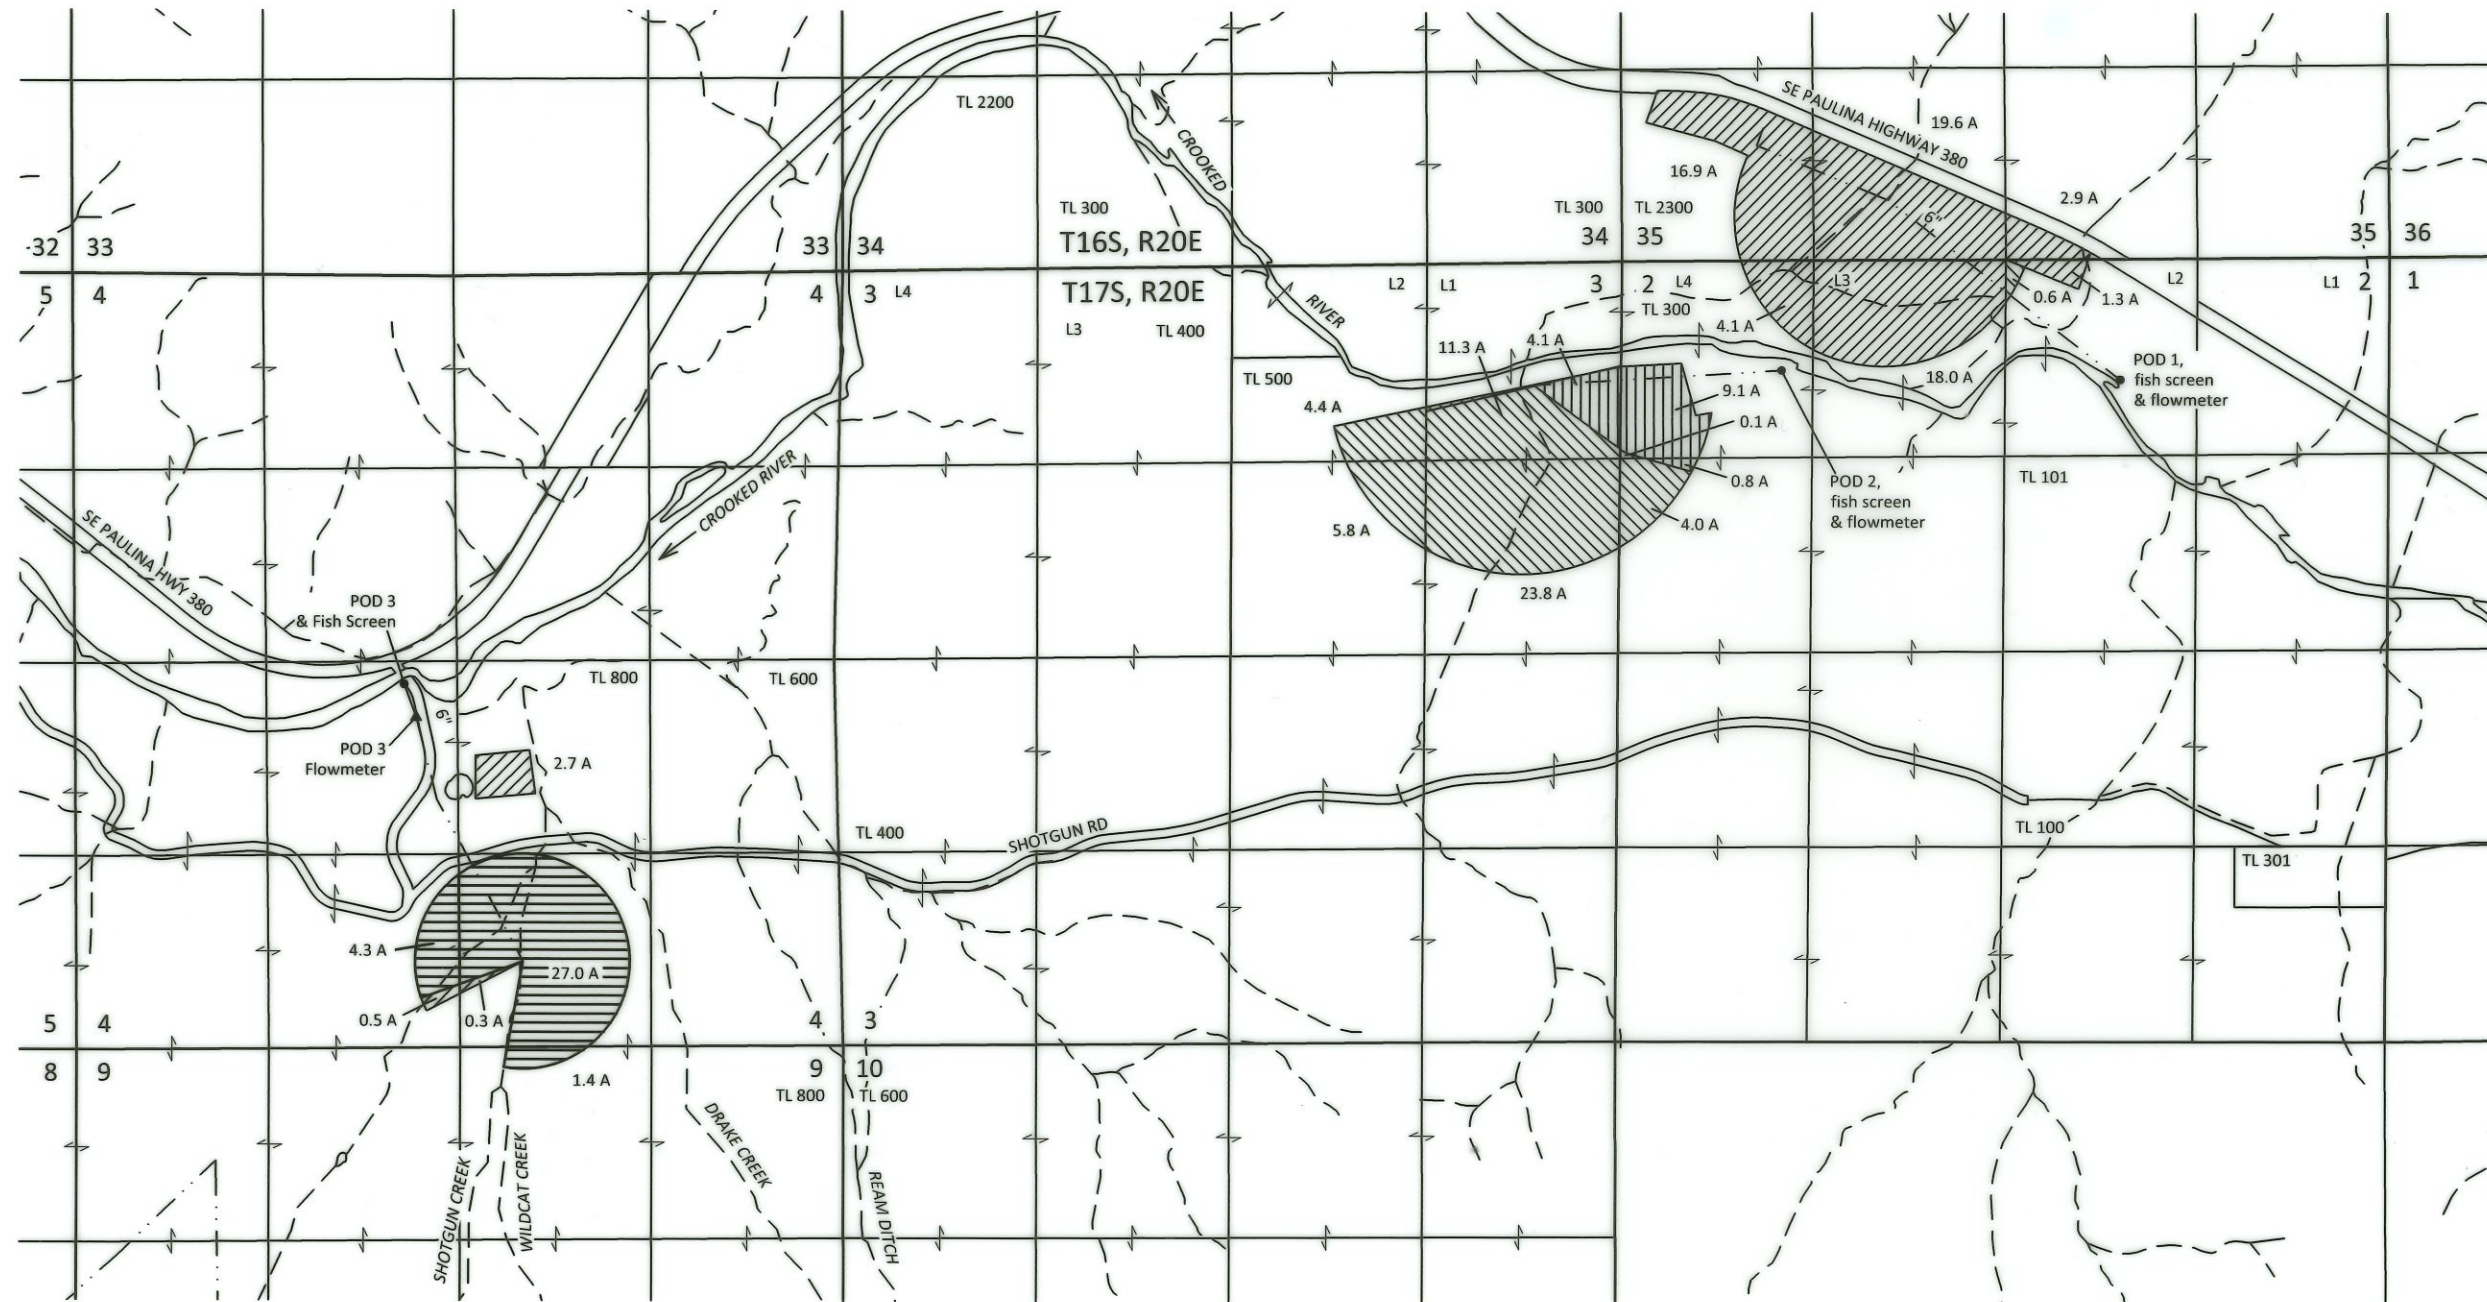 TL 2200
CROOKED
RIVER
SE PAULINA HIGHWAY 380
19.6 A
16.9 A
2.9 A
6"
TL 300
TL 300
TL 2300
T16S, R20E
32
33
33
34
34
35
35
36
5
4
4
3
L4
T17S, R20E
L2
L1
3
2
L4
L3
L2
L1
2
1
0.6 A
1.3 A
TL 300
L3
TL 400
4.1 A
11.3 A
4.1 A
TL 500
4.4 A
9.1 A
18.0 A
POD 1,
fish screen
& flowmeter
0.1 A
0.8 A
TL 101
POD 2,
fish screen
& flowmeter
4.0 A
5.8 A
23.8 A
CROOKED RIVER
SE PAULINA HWY 380
POD 3
& Fish Screen
TL 800
TL 600
6"
POD 3
Flowmeter
2.7 A
TL 400
SHOTGUN RD
TL 100
TL 301
4.3 A
27.0 A
0.5 A
0.3 A
5
4
4
3
8
9
9
10
1.4 A
TL 800
TL 600
SHOTGUN CREEK
WILDCAT CREEK
DRAKE CREEK
REAM DITCH